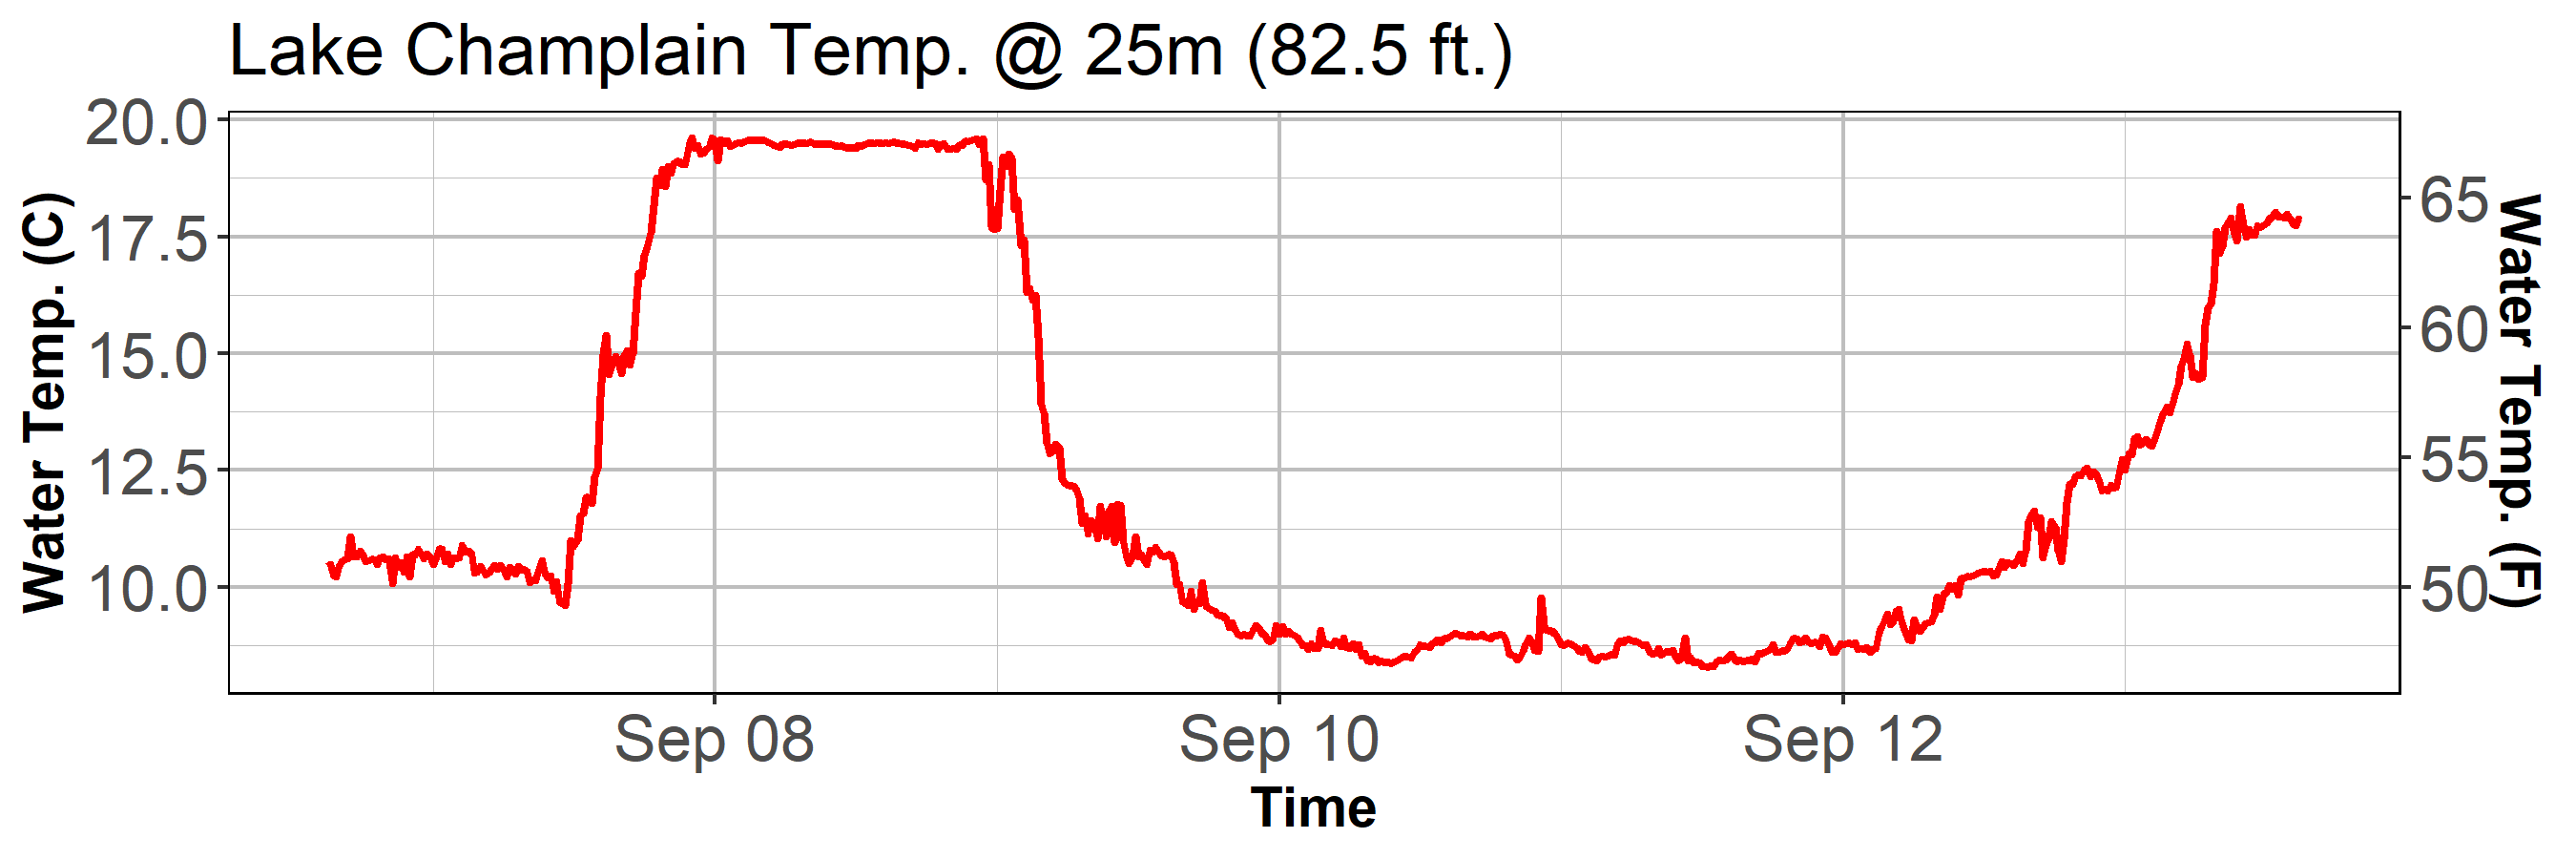 Lake Champlain Temp. @ 25m (82.5 ft.)
Water Temp. (C)
20.0
17.5
15.0
12.5
10.0
65
60
55
50
Water Temp. (F)
Sep 08 Sep 10 Sep 12
Time